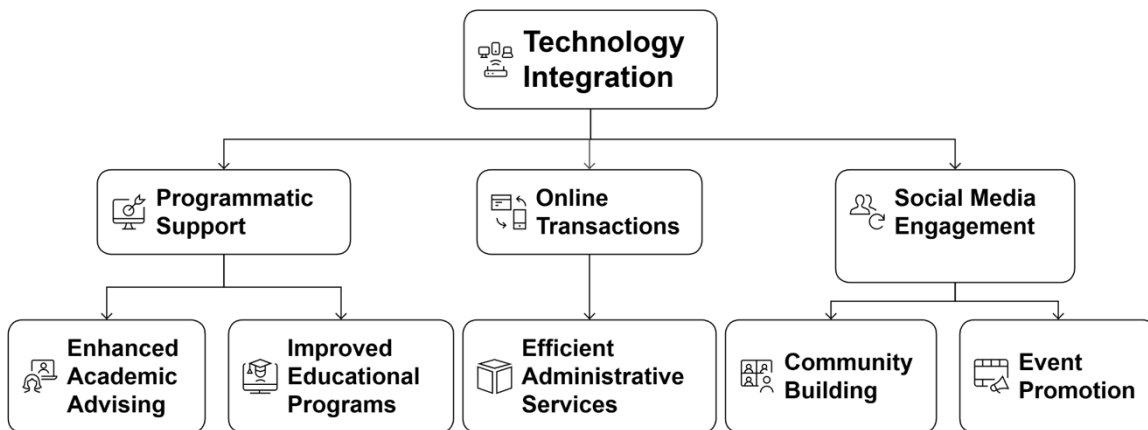 Technology
Integration
Programmatic
Support
Online
Transactions
Social Media
Engagement
Enhanced
Academic
Advising
Improved
Educational
Programs
Efficient
Administrative
Services
Community
Building
Event
Promotion